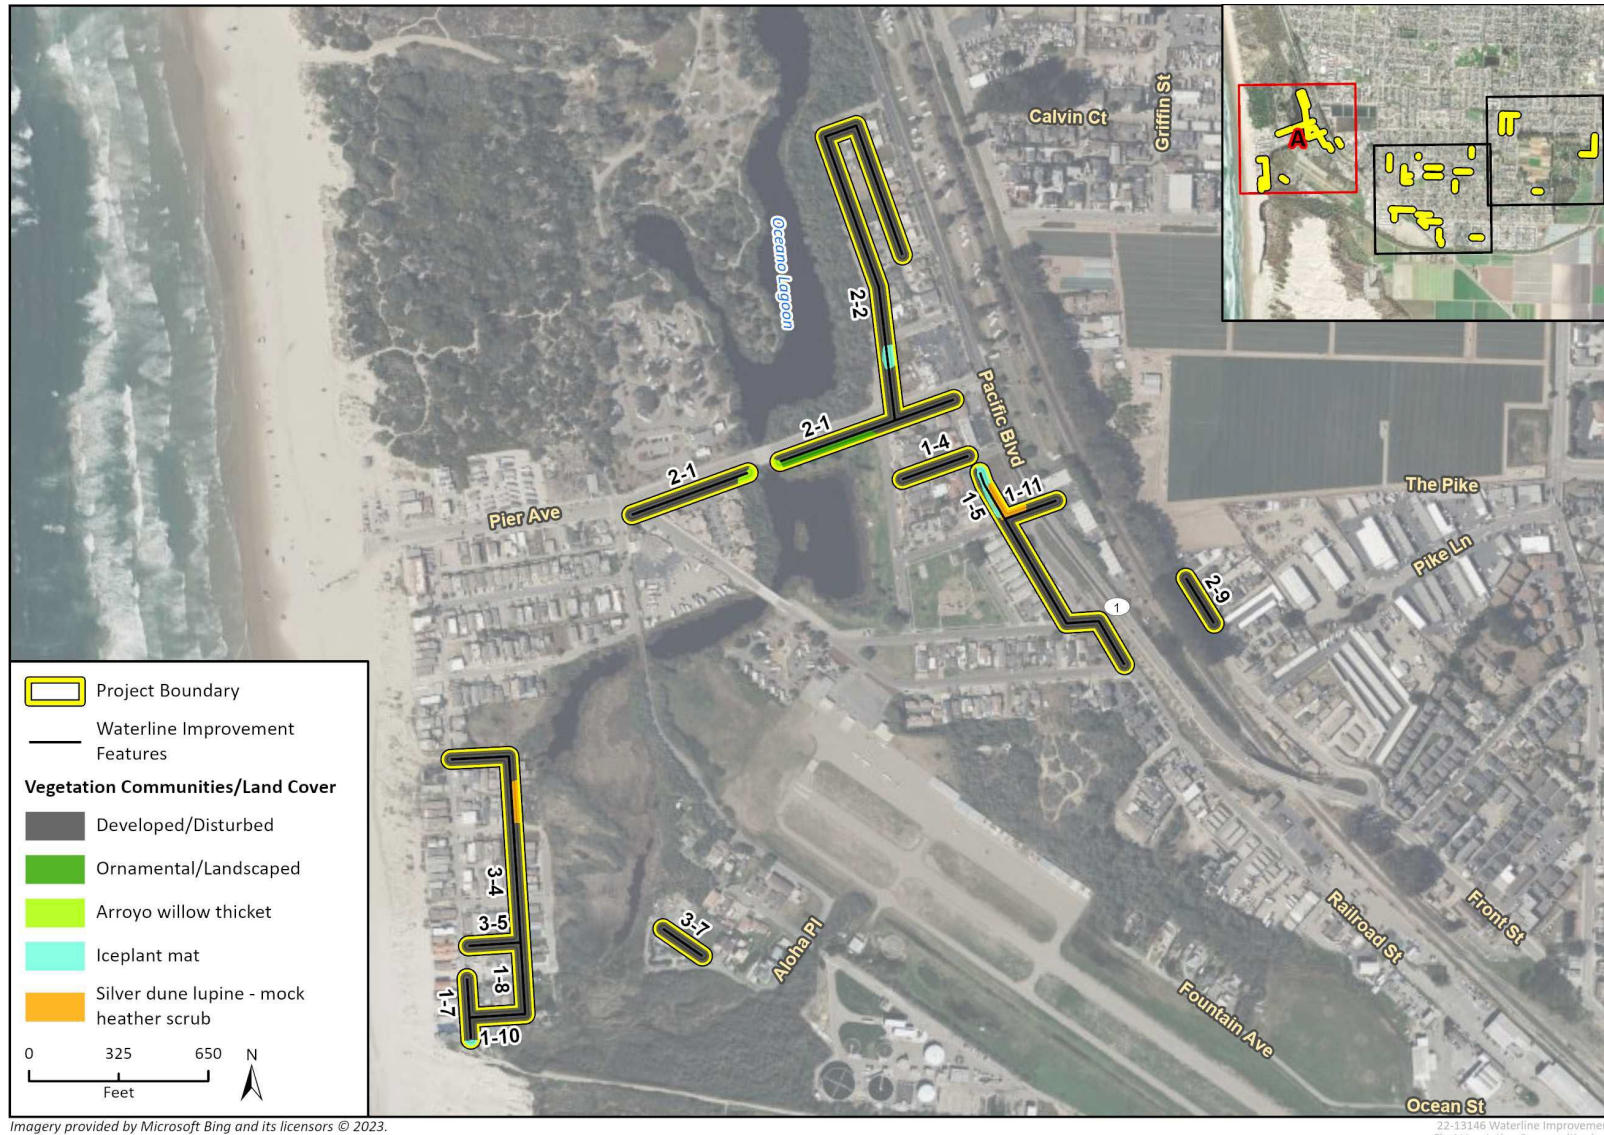 Calvin Ct
Griffin St
A
Oceano Lagoon
2-2
Pacific Blvd
2-1
1-4
2-1
1-11
1-5
Pier Ave
The Pike
Pike Ln
2-9
1
Project Boundary
Waterline Improvement
Features
Vegetation Communities/Land Cover
Developed/Disturbed
Ornamental/Landscaped
Arroyo willow thicket
Iceplant mat
Silver dune lupine - mock
heather scrub
0 325 650
Feet
N
3-4
3-5
1-8
1-7
1-10
3-7
Aloha Pl
Railroad St
Front St
Fountain Ave
Ocean St
Imagery provided by Microsoft Bing and its licensors © 2023.
22-13146 Waterline Improvemen